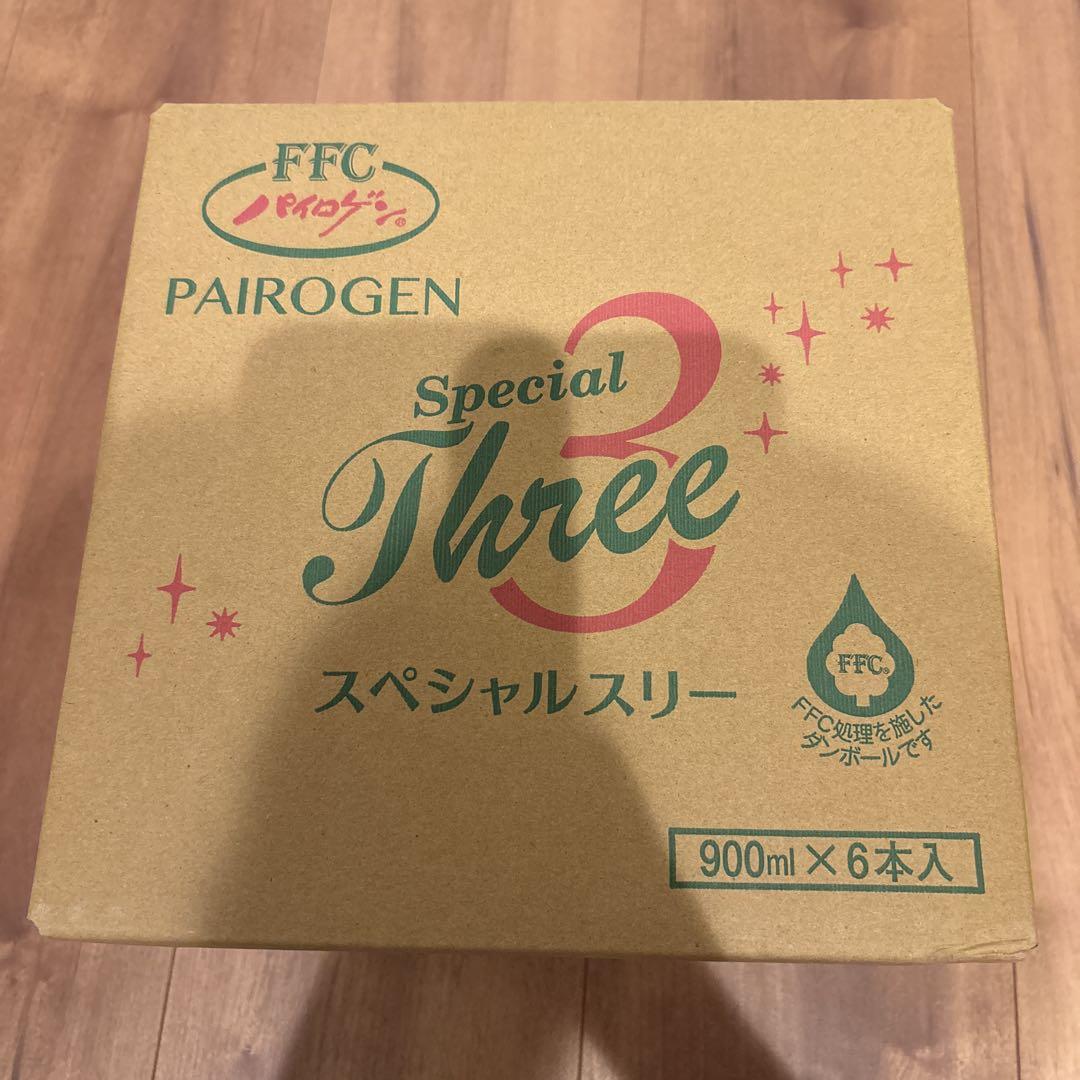 FFC
パイロゲン®
PAIROGEN
3
Special
Three
スペシャルスリー
FFC®
FFC処理を施した
ダンボールです
900ml×6本入